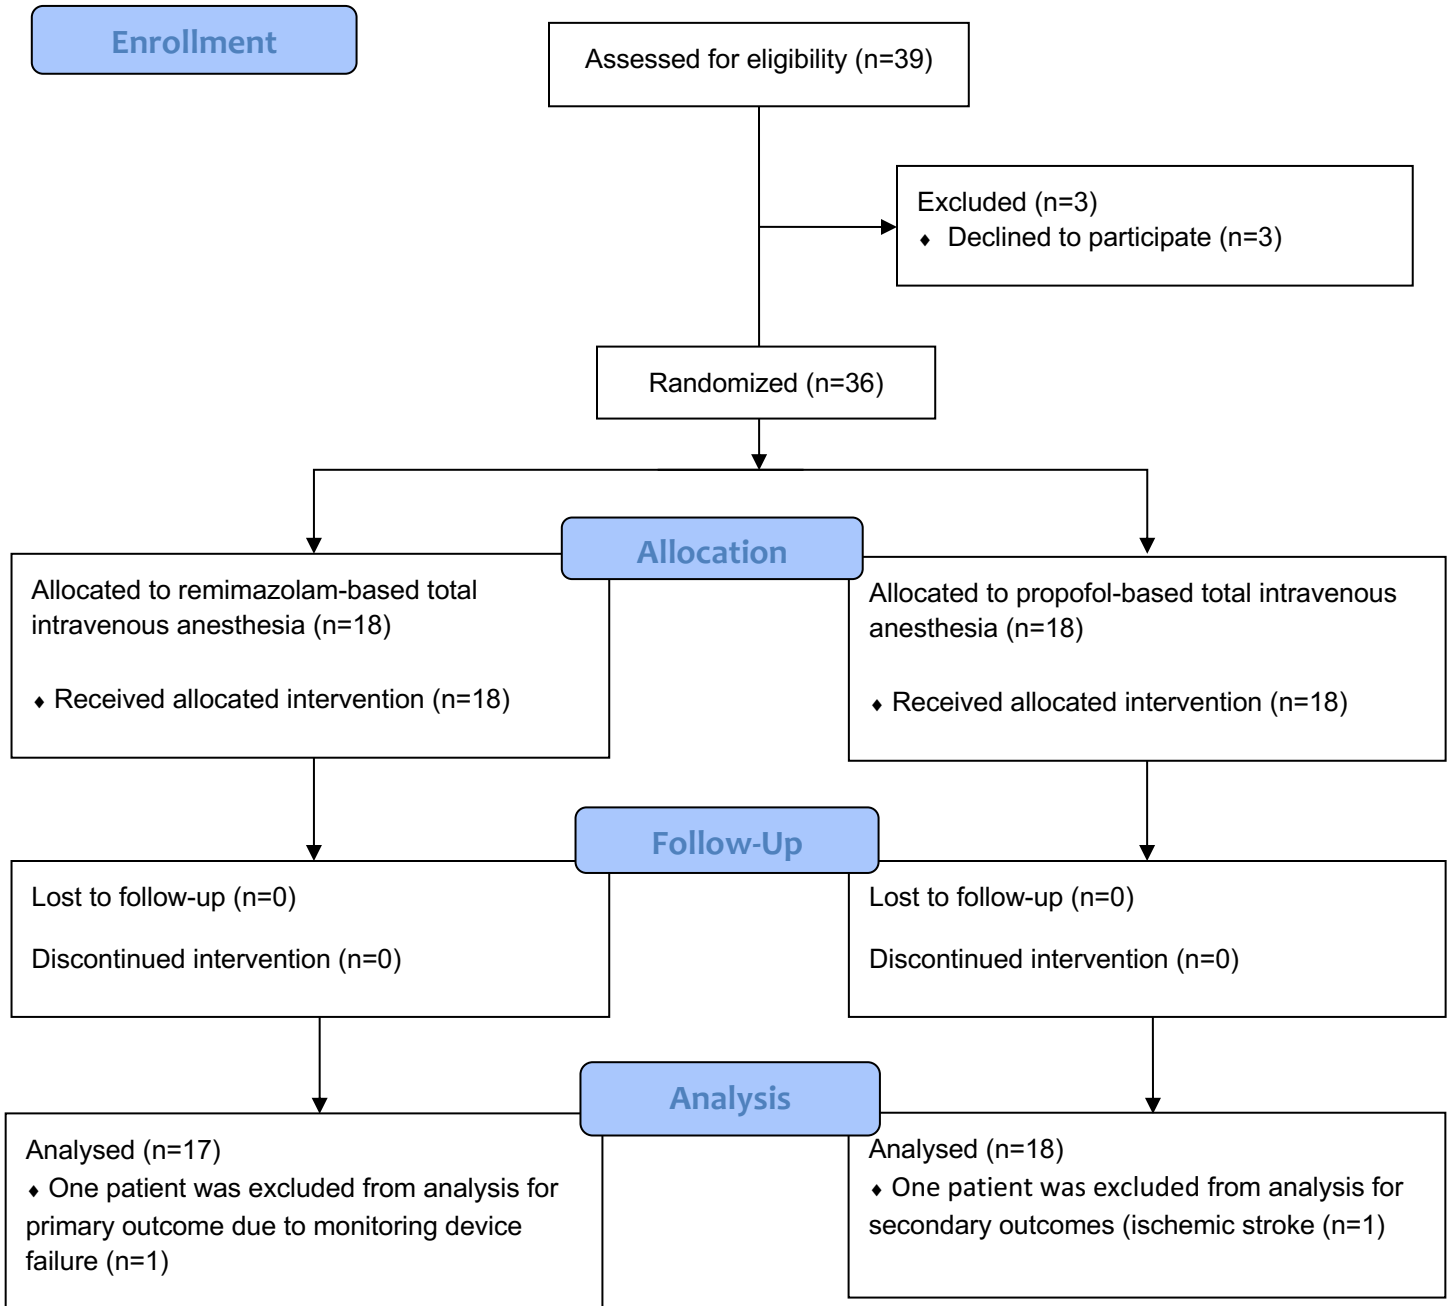 Enrollment
Assessed for eligibility (n=39)
Excluded (n=3)
⬧ Declined to participate (n=3)
Randomized (n=36)
Allocation
Allocated to remimazolam-based total
intravenous anesthesia (n=18)
⬧ Received allocated intervention (n=18)
Allocated to propofol-based total intravenous
anesthesia (n=18)
⬧ Received allocated intervention (n=18)
Follow-Up
Lost to follow-up (n=0)
Discontinued intervention (n=0)
Lost to follow-up (n=0)
Discontinued intervention (n=0)
Analysis
Analysed (n=17)
⬧ One patient was excluded from analysis for
primary outcome due to monitoring device
failure (n=1)
Analysed (n=18)
⬧ One patient was excluded from analysis for
secondary outcomes (ischemic stroke (n=1)